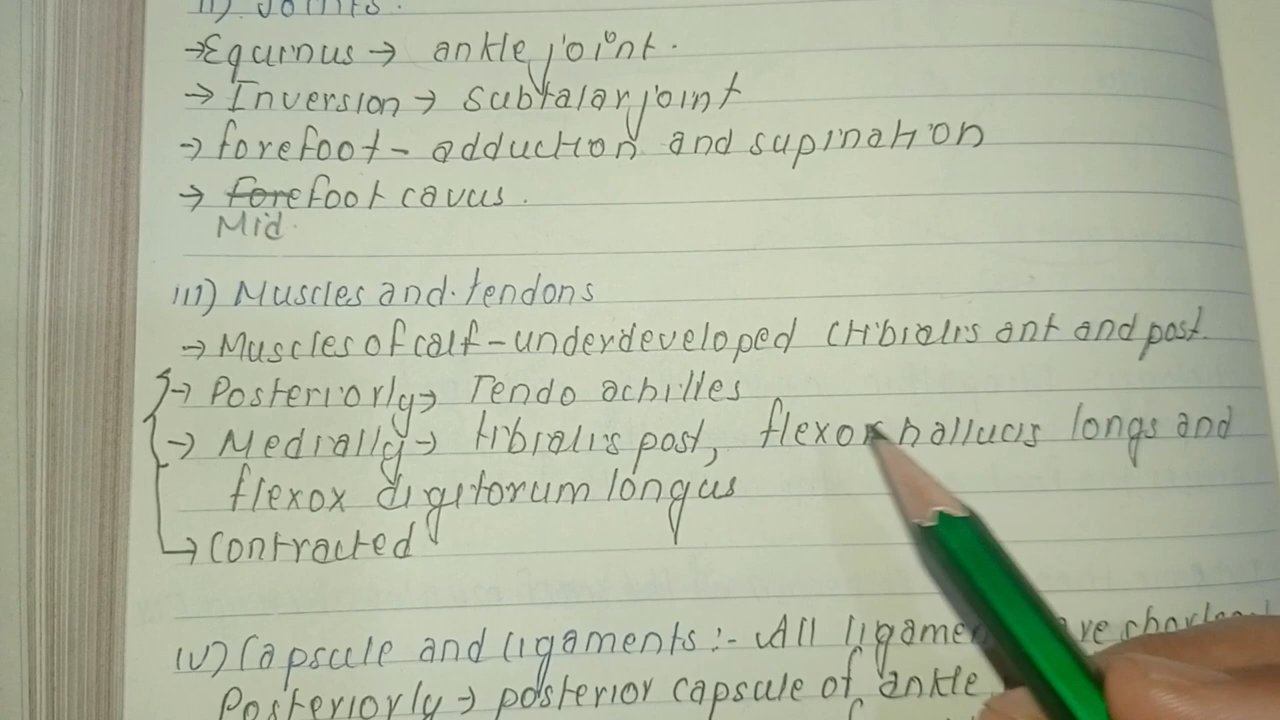 ii) Joints.
→Equinus → ankle joint.
→ Inversion → subtalar joint
→ forefoot - adduction and supination
→ forefoot cavus.
Mid.
iii) Muscles and tendons
→ Muscles of calf - underdeveloped (tibialis ant and post.
→ Posteriorly → Tendo achilles
→ Medially → tibialis post, flexor hallucis longs and
flexox digitorum longus
→ contracted
iv) Capsule and ligaments :- All
Posteriorly → posterior capsule of ankle